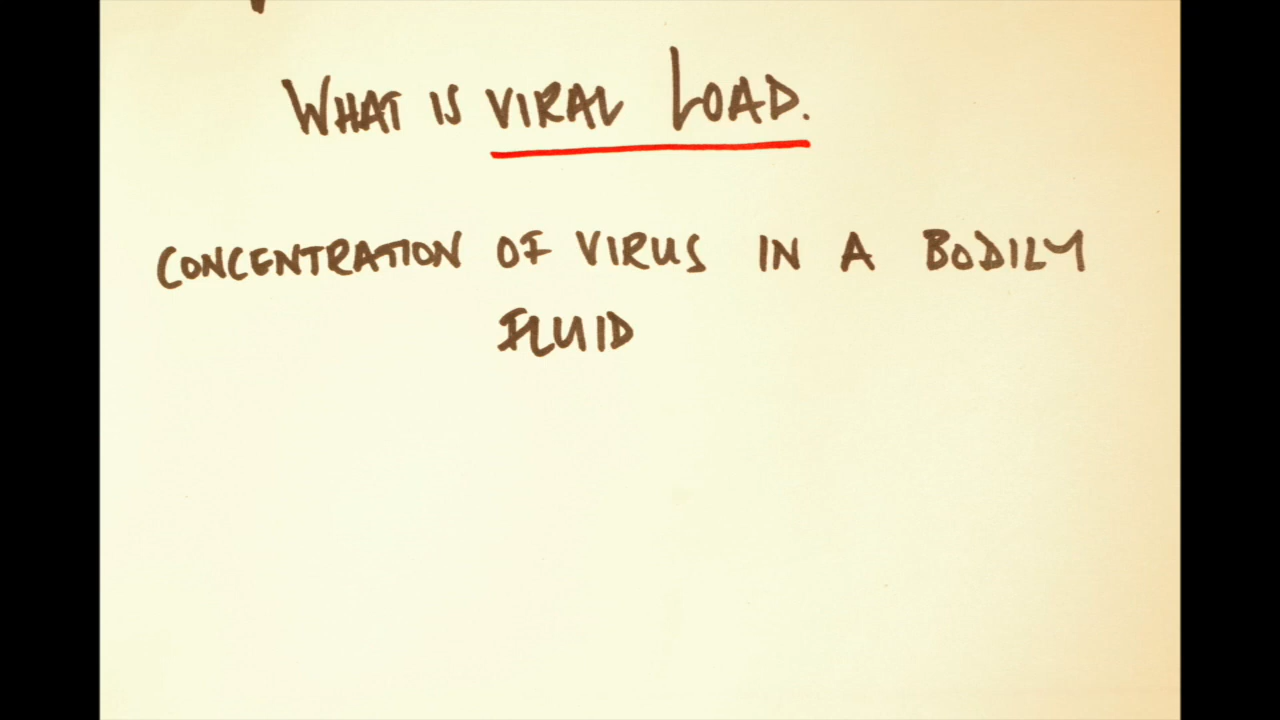 WHAT IS VIRAL LOAD.
CONCENTRATION OF VIRUS IN A BODILY
FLUID